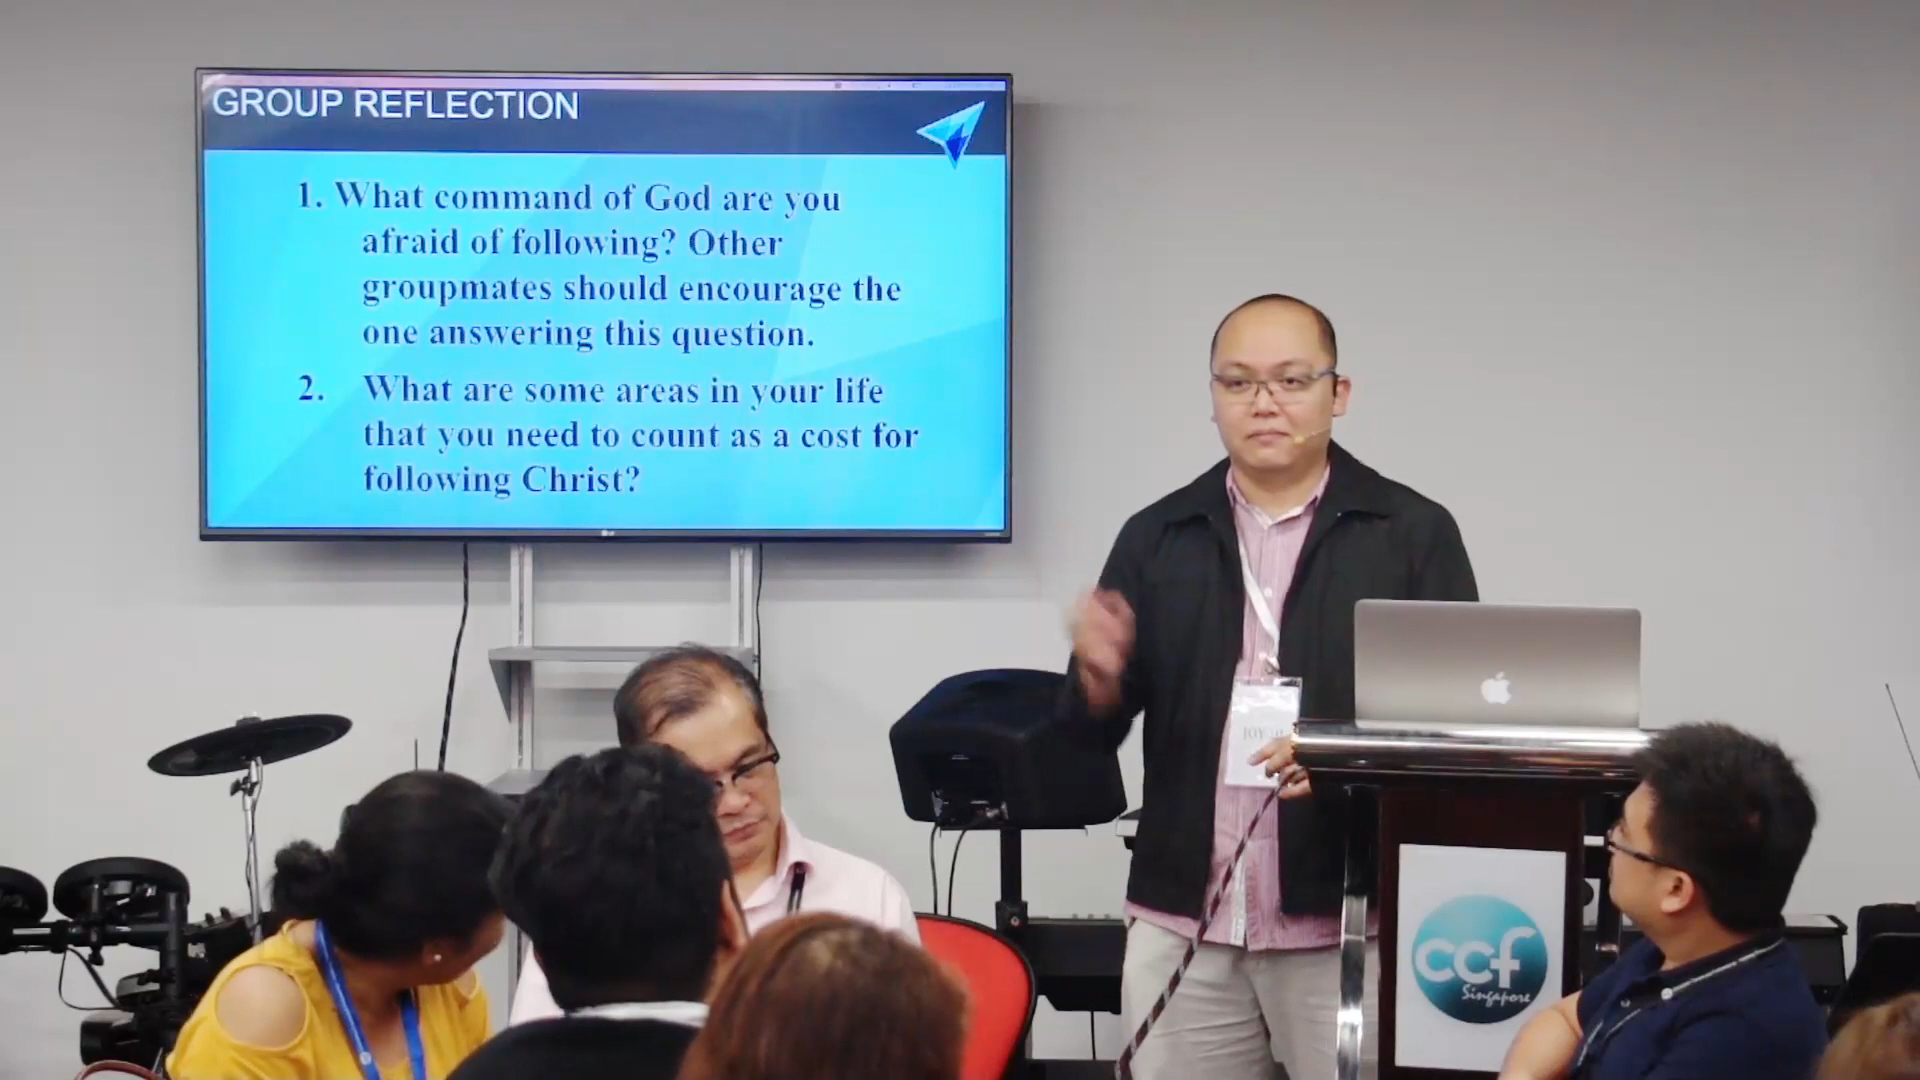 GROUP REFLECTION
1. What command of God are you
afraid of following? Other
groupmates should encourage the
one answering this question.
2. What are some areas in your life
that you need to count as a cost for
following Christ?
ccf
Singapore